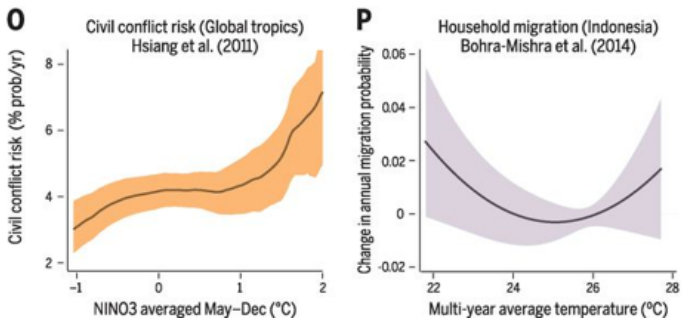 O
Civil conflict risk (Global tropics)
Hsiang et al. (2011)
Civil conflict risk (% prob/yr)
8
6
4
2
−1
0
1
2
NINO3 averaged May–Dec (°C)
P
Household migration (Indonesia)
Bohra-Mishra et al. (2014)
Change in annual migration probability
0.06
0.04
0.02
0
-0.02
22
24
26
28
Multi-year average temperature (ºC)